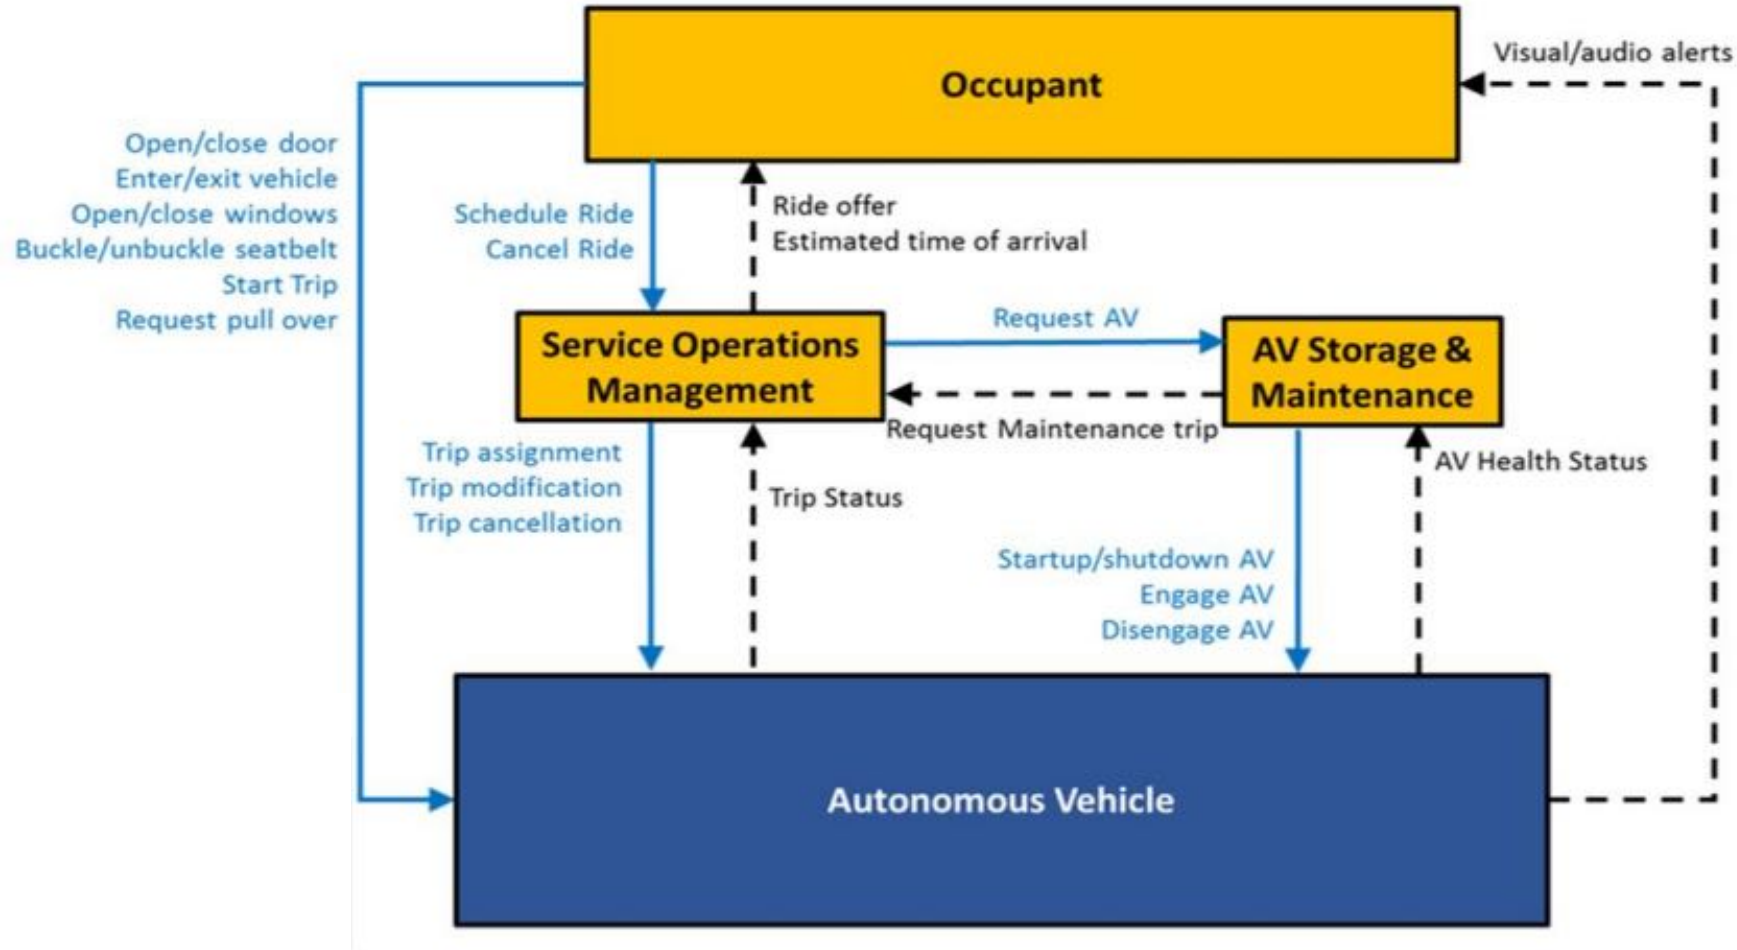 Occupant
Visual/audio alerts
Open/close door
Enter/exit vehicle
Open/close windows
Buckle/unbuckle seatbelt
Start Trip
Request pull over
Schedule Ride
Cancel Ride
Ride offer
Estimated time of arrival
Service Operations
Management
Request AV
Request Maintenance trip
AV Storage &
Maintenance
Trip assignment
Trip modification
Trip cancellation
Trip Status
Startup/shutdown AV
Engage AV
Disengage AV
AV Health Status
Autonomous Vehicle